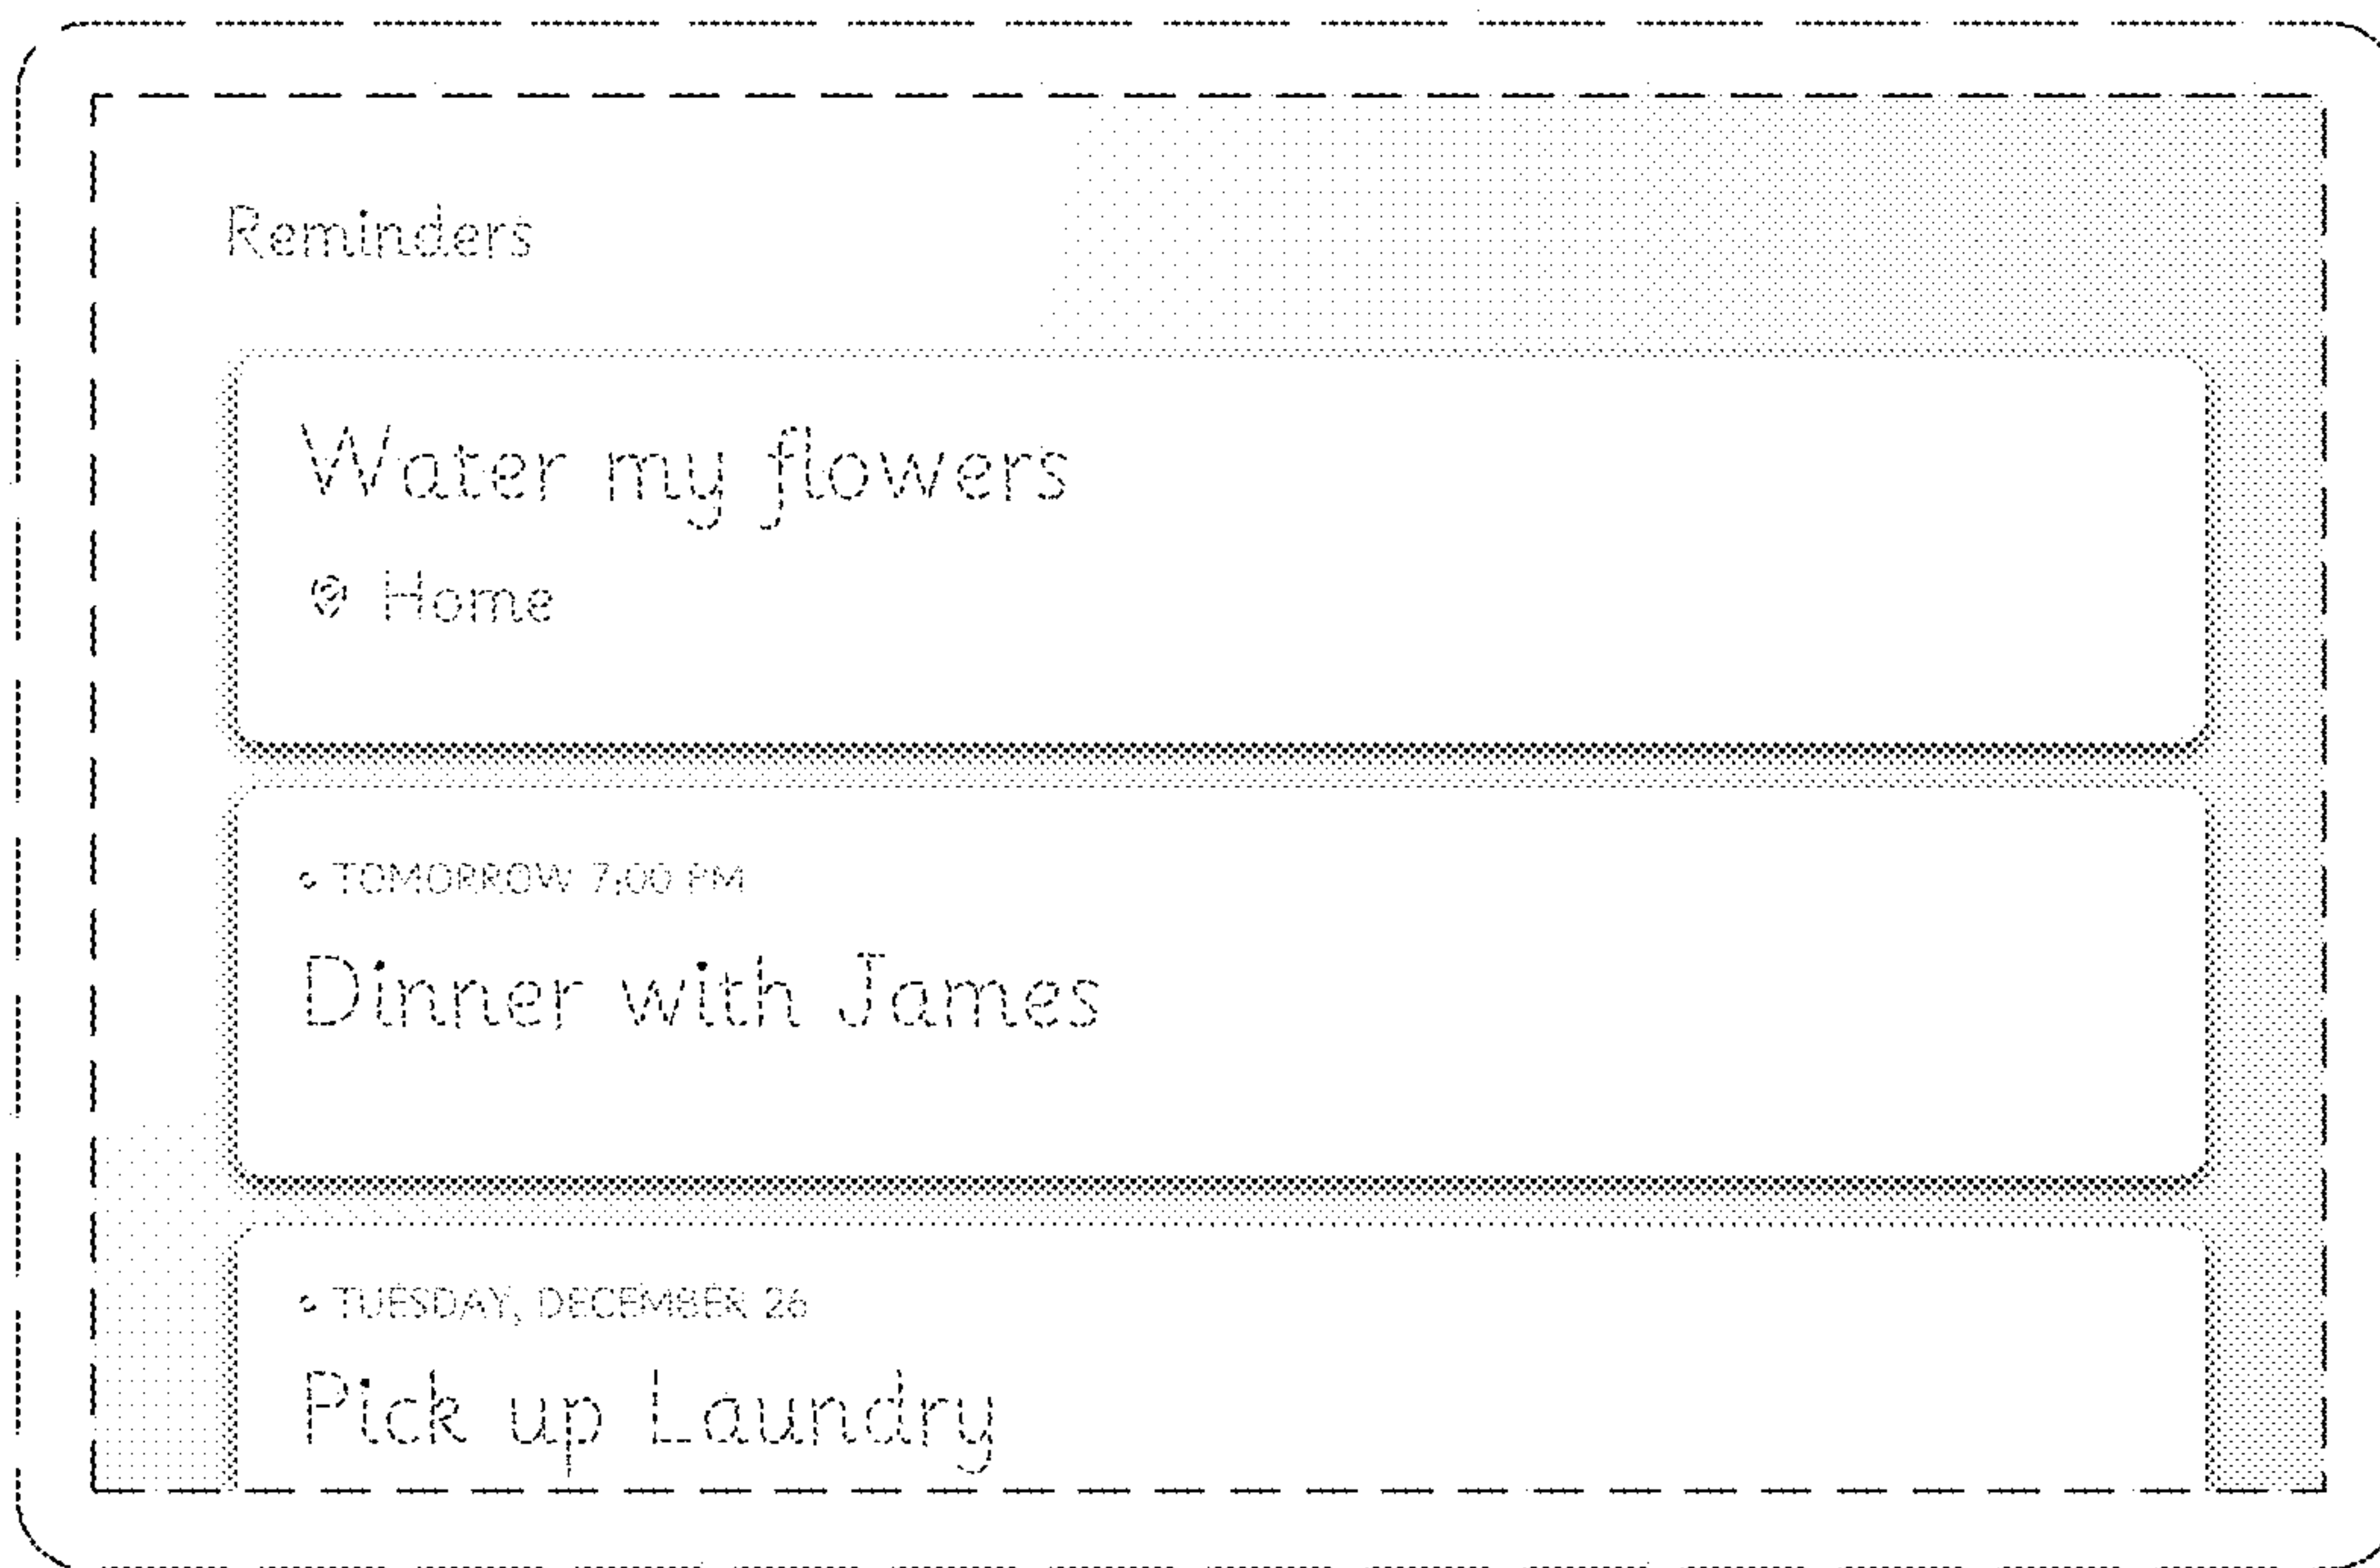 Reminders
Water my flowers
Home
TOMORROW 7:00 PM
Dinner with James
TUESDAY, DECEMBER 26
Pick up Laundry